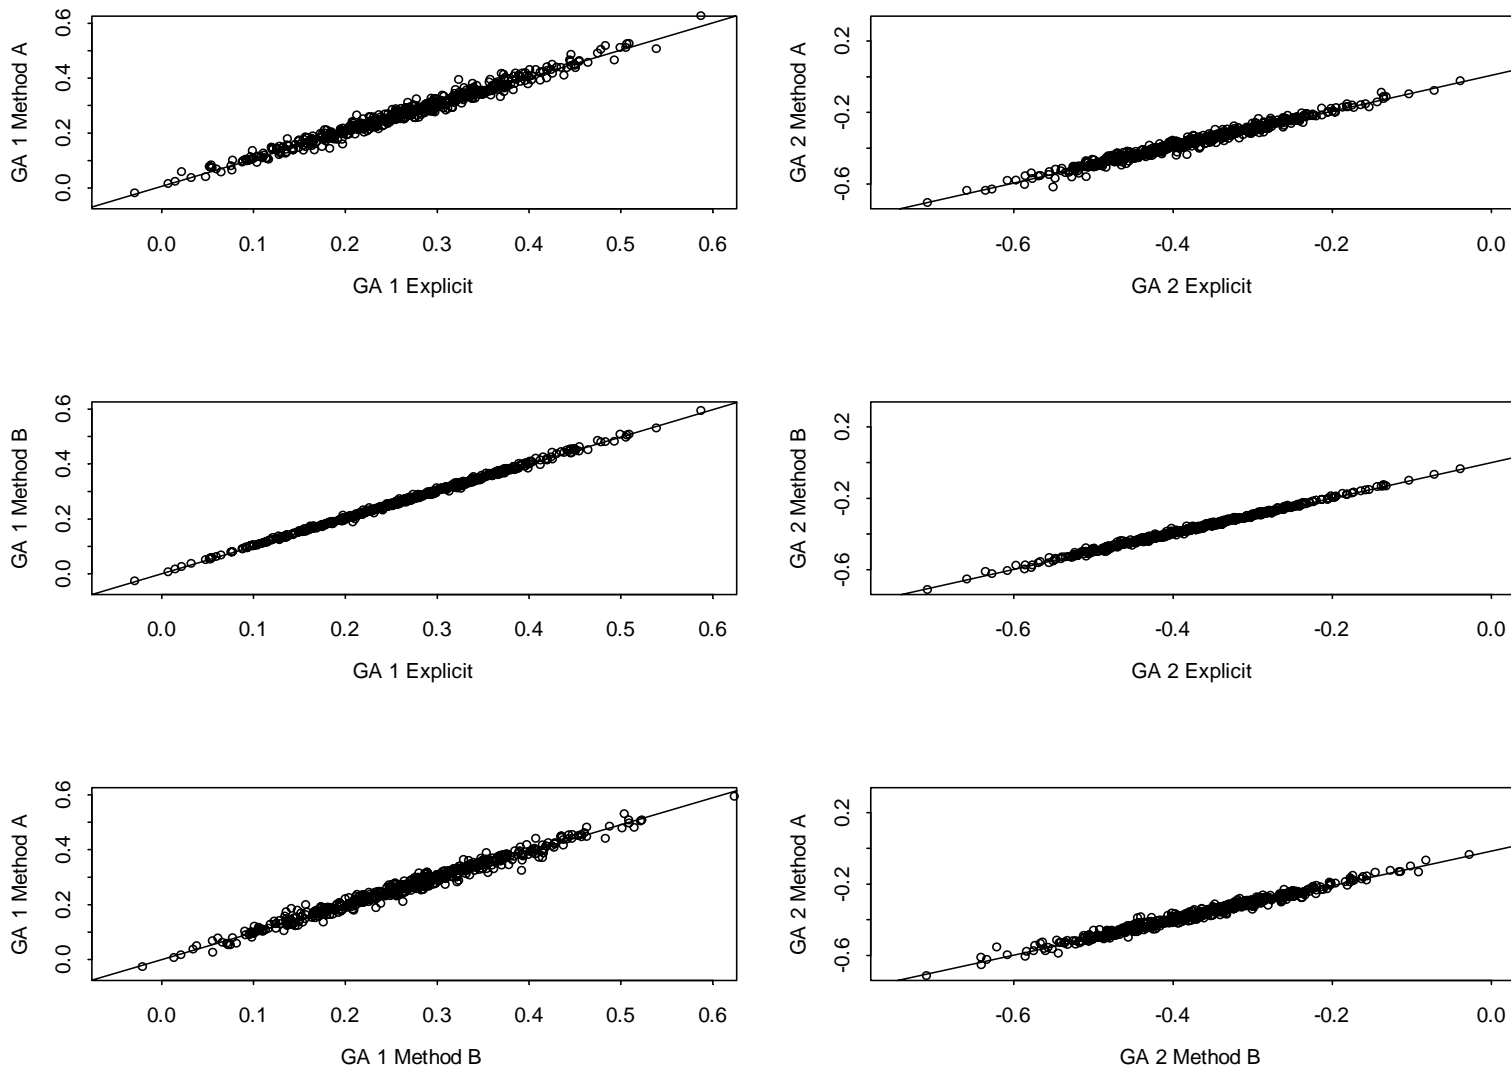 GA 1 Method A
0.0 0.2 0.4 0.6
0.0 0.1 0.2 0.3 0.4 0.5 0.6
GA 1 Explicit
GA 2 Method A
-0.6 -0.2 0.2
-0.6 -0.4 -0.2 0.0
GA 2 Explicit
GA 1 Method B
0.0 0.2 0.4 0.6
0.0 0.1 0.2 0.3 0.4 0.5 0.6
GA 1 Explicit
GA 2 Method B
-0.6 -0.2 0.2
-0.6 -0.4 -0.2 0.0
GA 2 Explicit
GA 1 Method A
0.0 0.2 0.4 0.6
0.0 0.1 0.2 0.3 0.4 0.5 0.6
GA 1 Method B
GA 2 Method A
-0.6 -0.2 0.2
-0.6 -0.4 -0.2 0.0
GA 2 Method B